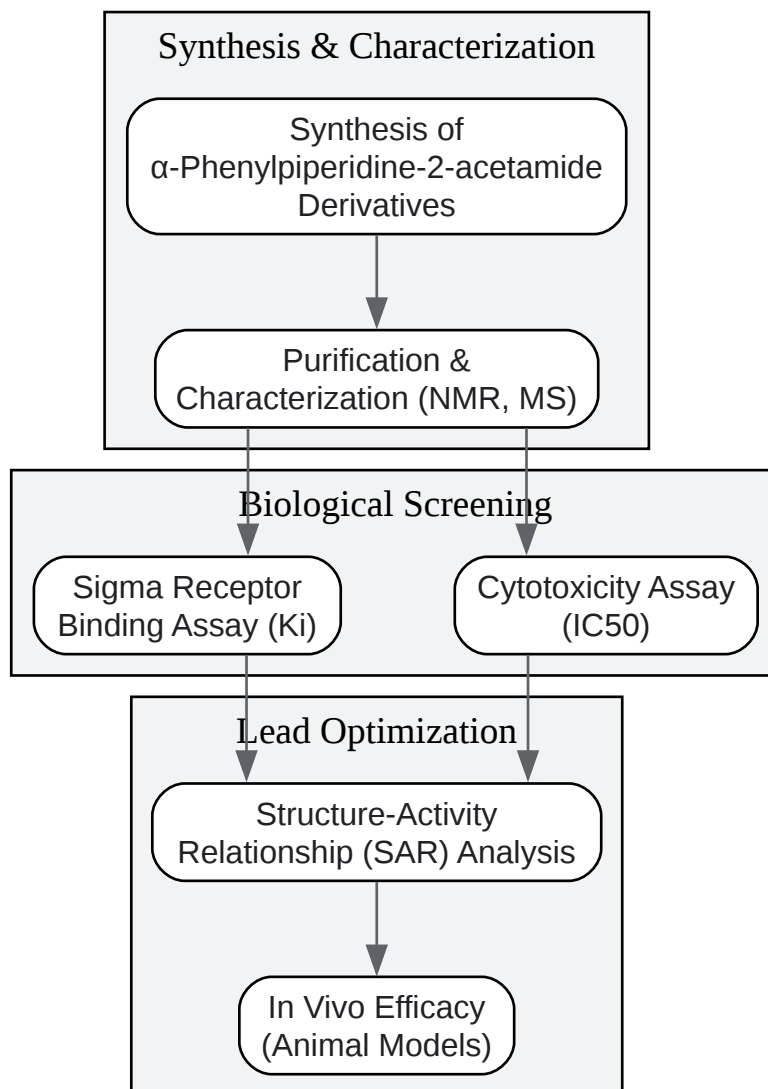 Synthesis & Characterization
Synthesis of
α-Phenylpiperidine-2-acetamide
Derivatives
Purification &
Characterization (NMR, MS)
Biological Screening
Sigma Receptor
Binding Assay (Ki)
Cytotoxicity Assay
(IC50)
Lead Optimization
Structure-Activity
Relationship (SAR) Analysis
In Vivo Efficacy
(Animal Models)